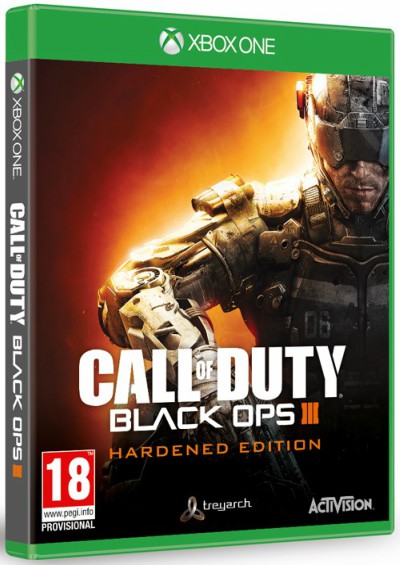 XBOX ONE
XBOX ONE
CALL OF DUTY
BLACK OPS III
CALL OF DUTY
BLACK OPS III
HARDENED EDITION
06
18
www.pegi.info
PROVISIONAL
treyarch
ACTIVISION